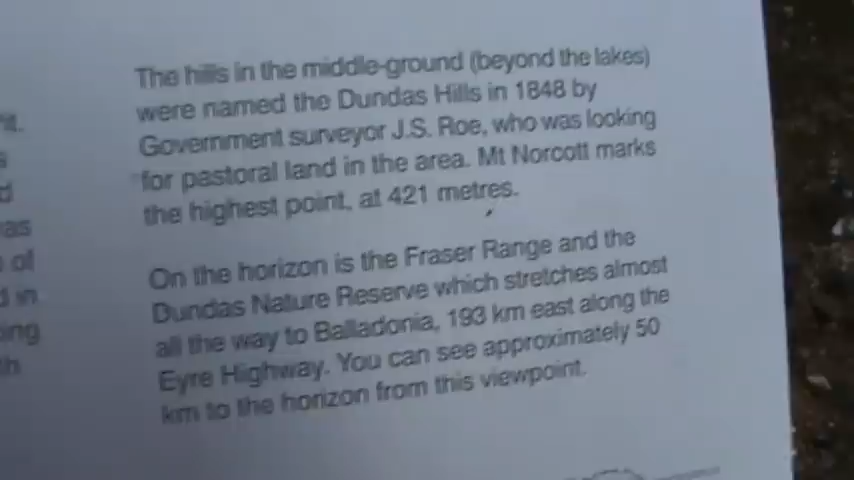 The hills in the middle-ground (beyond the lakes)
were named the Dundas Hills in 1848 by
Government surveyor J.S. Roe, who was looking
for pastoral land in the area. Mt Norcott marks
the highest point, at 421 metres.
On the horizon is the Fraser Range and the
Dundas Nature Reserve which stretches almost
all the way to Balladonia, 193 km east along the
Eyre Highway. You can see approximately 50
km to the horizon from this viewpoint.